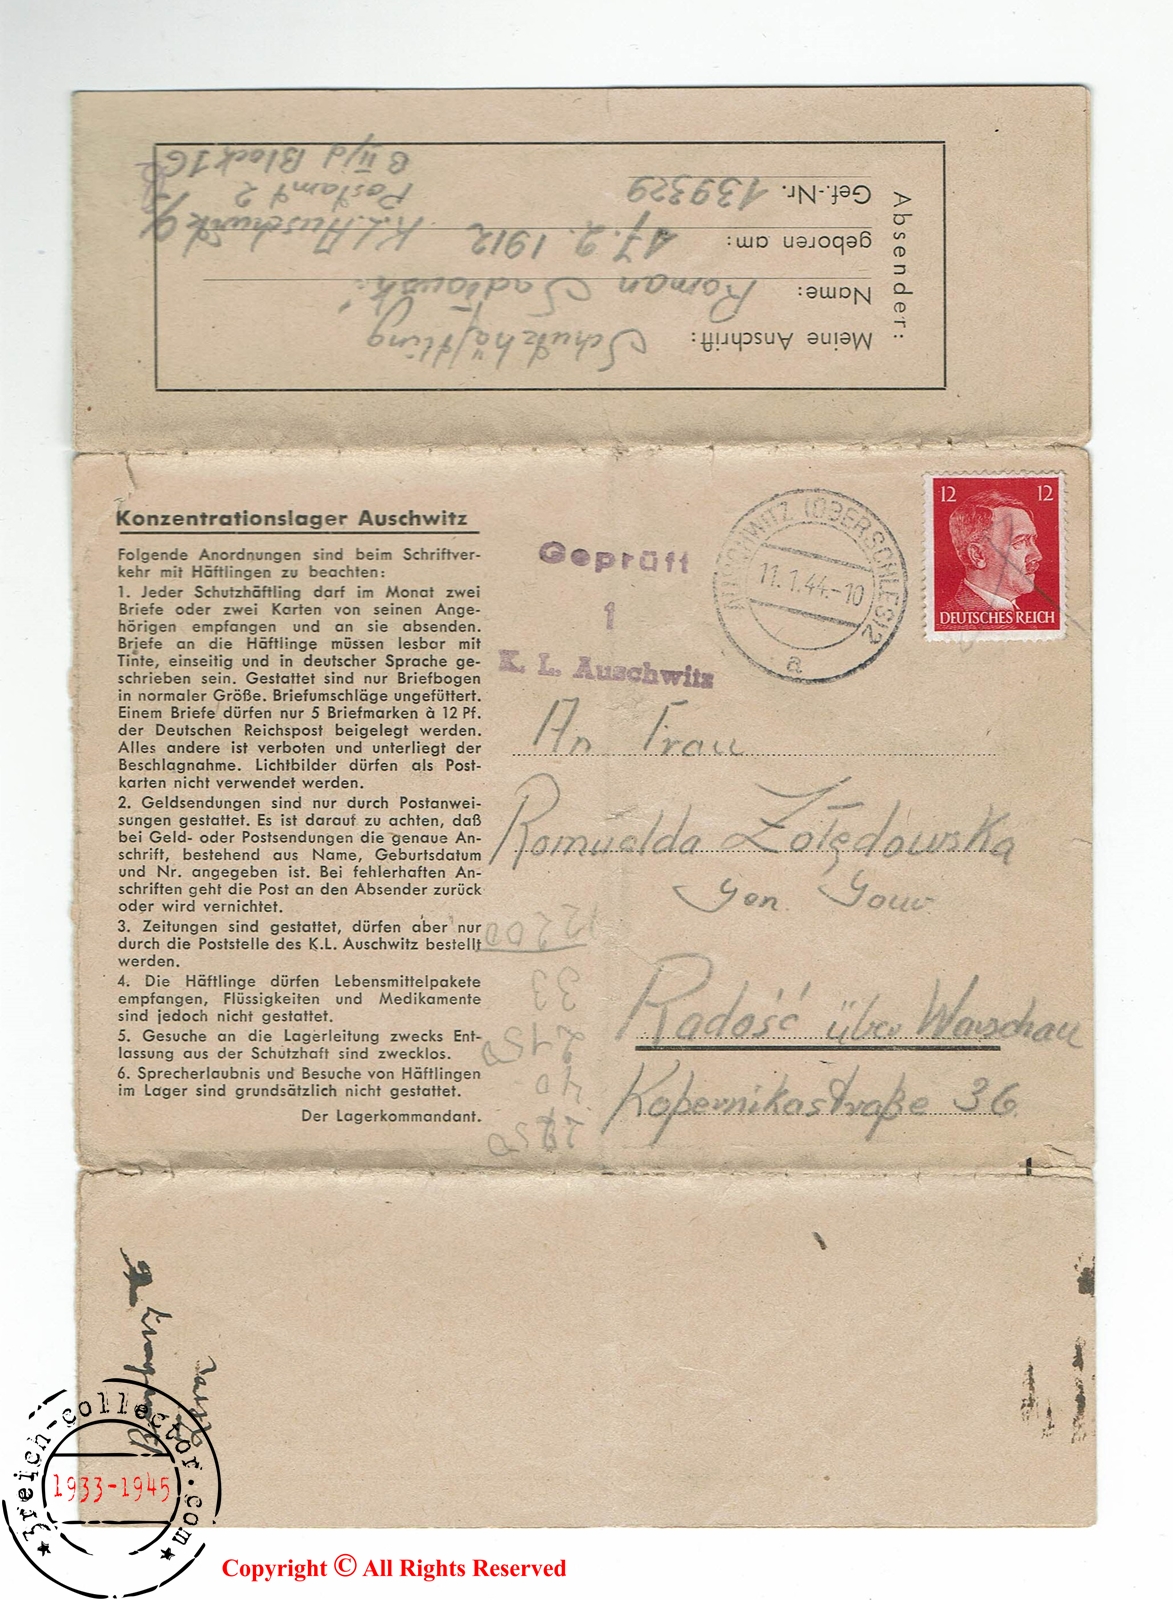 Absender:
Meine Anschrift: Schutzhäftling
Name: Roman Sadłowski
geboren am: 17. 2. 1912 K.L. Auschwitz
Gef.-Nr. 139329 Postamt 2
B II/d Block 16
Konzentrationslager Auschwitz
Folgende Anordnungen sind beim Schriftver-
kehr mit Häftlingen zu beachten:
1. Jeder Schutzhäftling darf im Monat zwei
Briefe oder zwei Karten von seinen Ange-
hörigen empfangen und an sie absenden.
Briefe an die Häftlinge müssen lesbar mit
Tinte, einseitig und in deutscher Sprache ge-
schrieben sein. Gestattet sind nur Briefbogen
in normaler Größe. Briefumschläge ungefüttert.
Einem Briefe dürfen nur 5 Briefmarken à 12 Pf.
der Deutschen Reichspost beigelegt werden.
Alles andere ist verboten und unterliegt der
Beschlagnahme. Lichtbilder dürfen als Post-
karten nicht verwendet werden.
2. Geldsendungen sind nur durch Postanwei-
sungen gestattet. Es ist darauf zu achten, daß
bei Geld- oder Postsendungen die genaue An-
schrift, bestehend aus Name, Geburtsdatum
und Nr. angegeben ist. Bei fehlerhaften An-
schriften geht die Post an den Absender zurück
oder wird vernichtet.
3. Zeitungen sind gestattet, dürfen aber nur
durch die Poststelle des K.L. Auschwitz bestellt
werden.
4. Die Häftlinge dürfen Lebensmittelpakete
empfangen, Flüssigkeiten und Medikamente
sind jedoch nicht gestattet.
5. Gesuche an die Lagerleitung zwecks Ent-
lassung aus der Schutzhaft sind zwecklos.
6. Sprecherlaubnis und Besuche von Häftlingen
im Lager sind grundsätzlich nicht gestattet.
Der Lagerkommandant.
Geprüft
1
K. L. Auschwitz
AUSCHWITZ (OBERSCHLES) 2
11.1.44.-10
a
12 12
DEUTSCHES REICH
An Frau
Romualda Zołędowska
Gen. Gouv.
Radość über Warschau
Kopernikastraße 36
33
40
3reich-collector.com
1933-1945
Copyright © All Rights Reserved